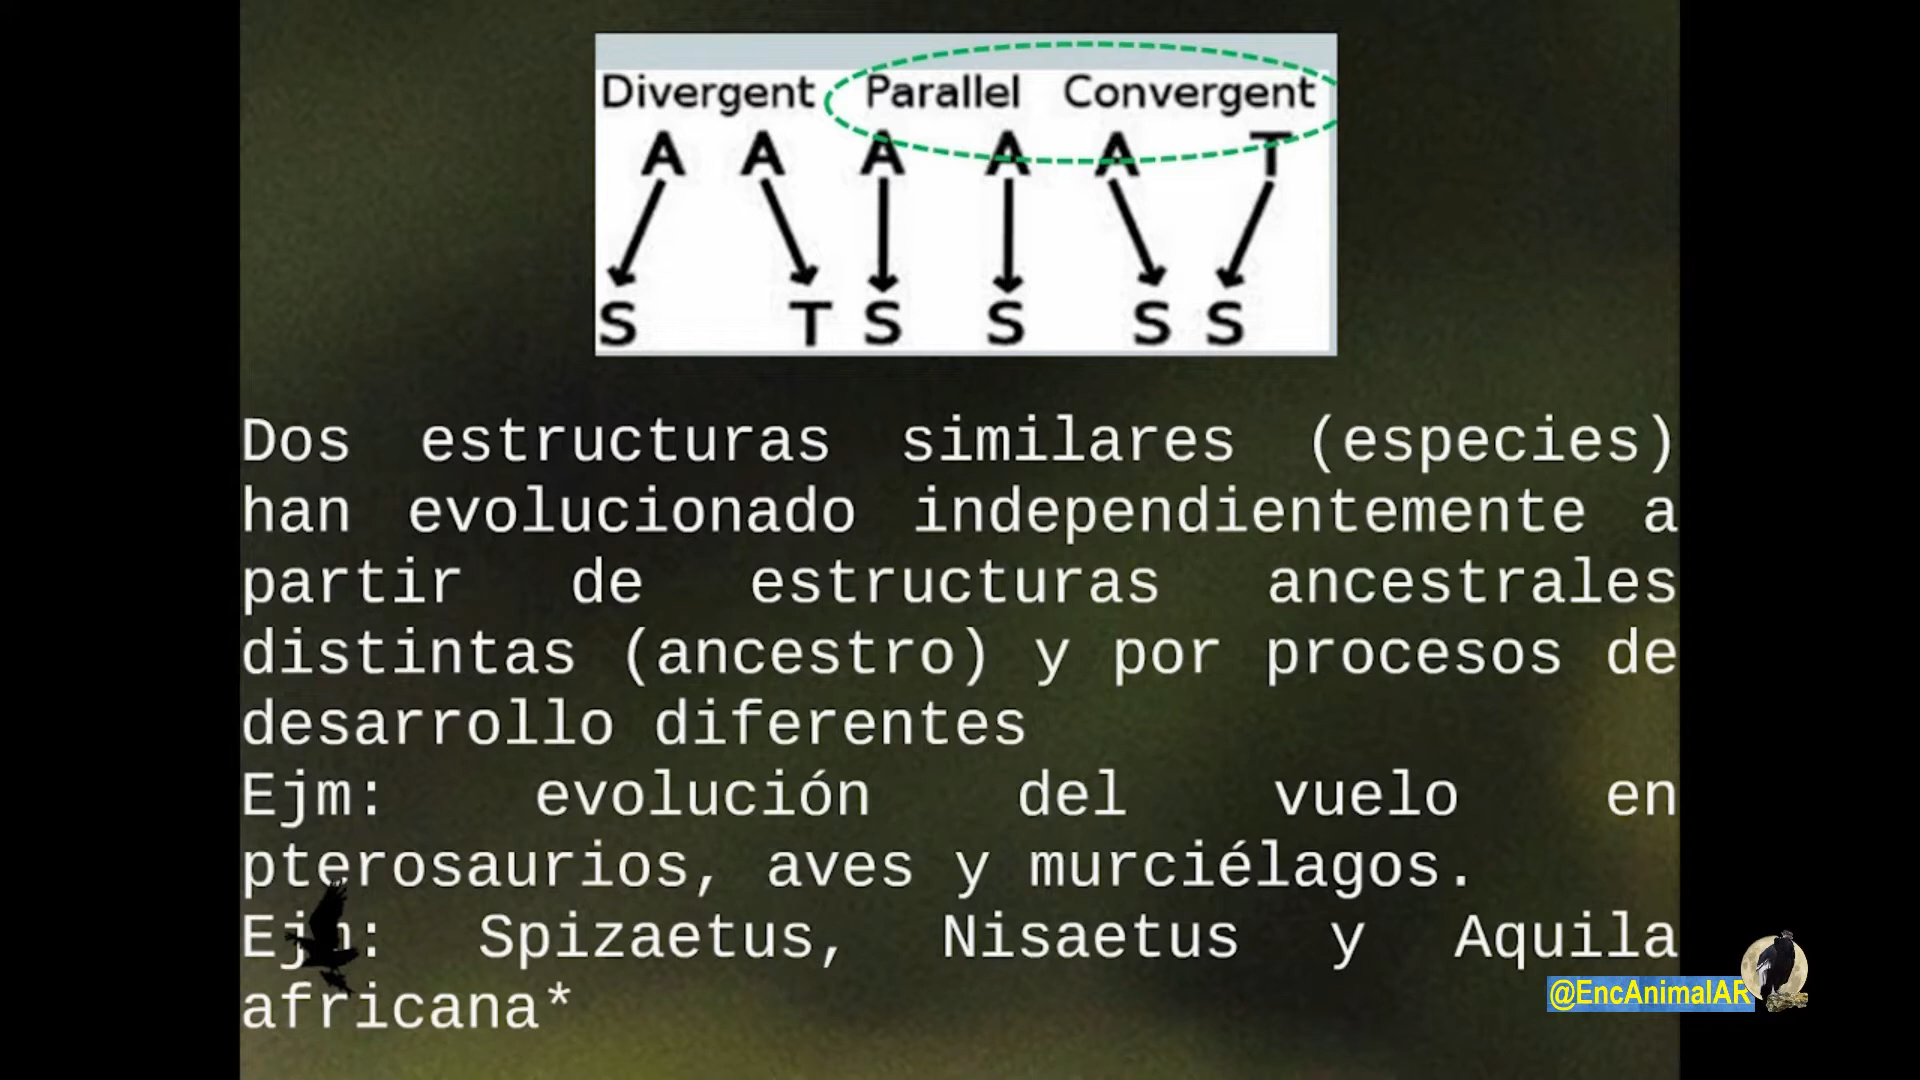 Divergent Parallel Convergent
A A A A A T
S T S S S S
Dos estructuras similares (especies)
han evolucionado independientemente a
partir de estructuras ancestrales
distintas (ancestro) y por procesos de
desarrollo diferentes
Ejm: evolución del vuelo en
pterosaurios, aves y murciélagos.
Ejm: Spizaetus, Nisaetus y Aquila
africana*
@EncAnimalAR